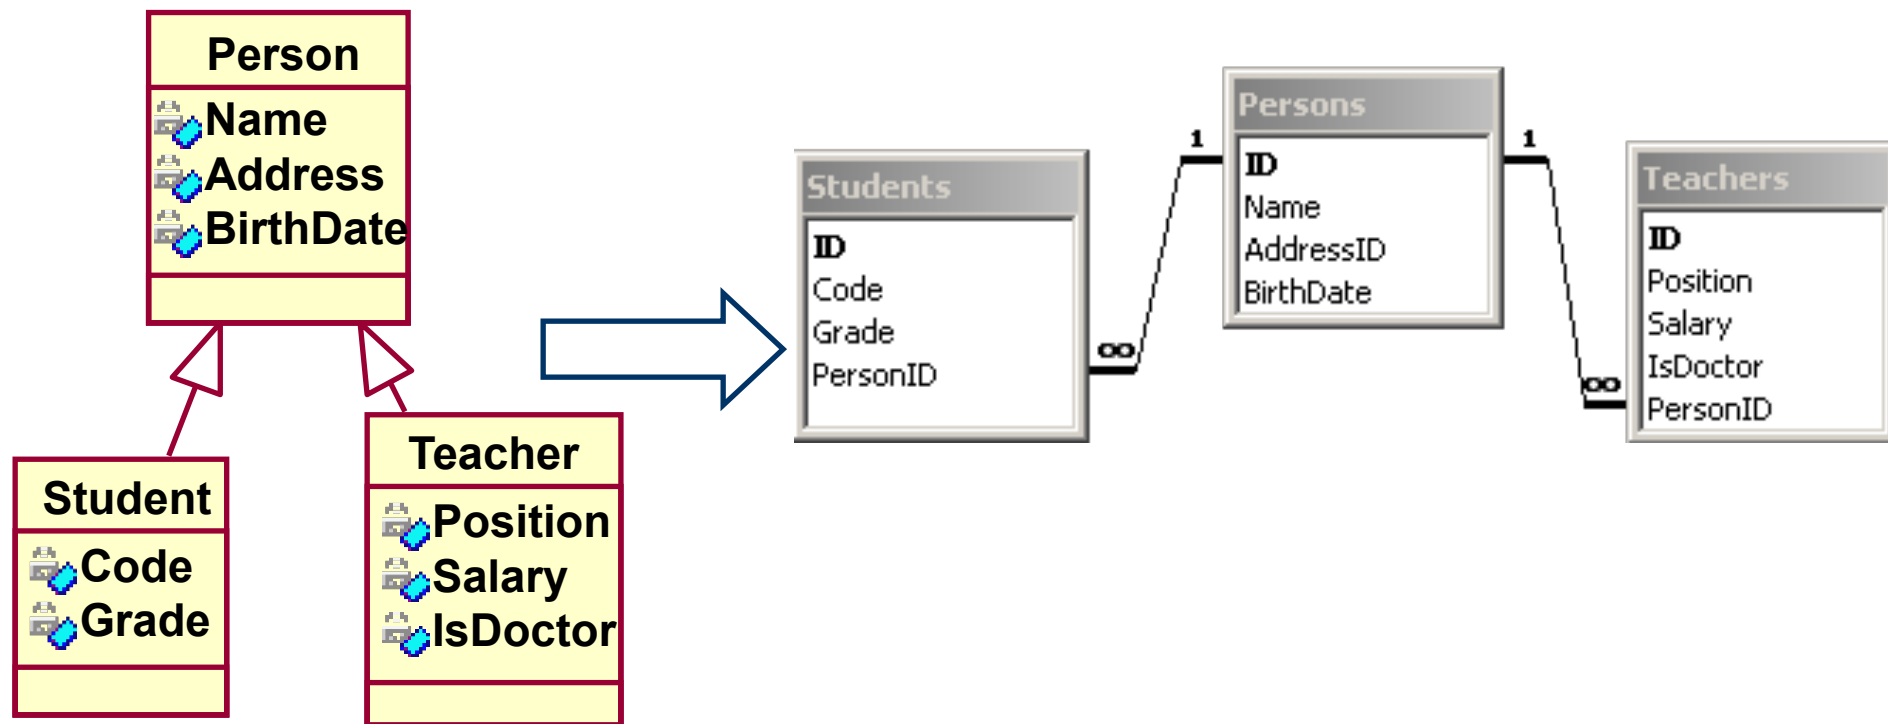 Person
Name
Address
BirthDate
Student
Code
Grade
Teacher
Position
Salary
IsDoctor
Students
ID
Code
Grade
PersonID
∞
1
Persons
ID
Name
AddressID
BirthDate
1
∞
Teachers
ID
Position
Salary
IsDoctor
PersonID